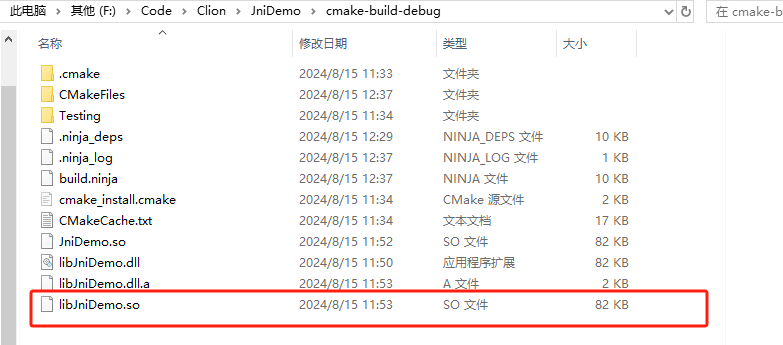 此电脑 > 其他 (F:) > Code > Clion > JniDemo > cmake-build-debug 在 cmake-b
名称 修改日期 类型 大小
.cmake 2024/8/15 11:33 文件夹
CMakeFiles 2024/8/15 12:37 文件夹
Testing 2024/8/15 11:34 文件夹
.ninja_deps 2024/8/15 12:29 NINJA_DEPS 文件 10 KB
.ninja_log 2024/8/15 12:37 NINJA_LOG 文件 1 KB
build.ninja 2024/8/15 12:37 NINJA 文件 10 KB
cmake_install.cmake 2024/8/15 11:34 CMake 源文件 2 KB
CMakeCache.txt 2024/8/15 11:34 文本文档 17 KB
JniDemo.so 2024/8/15 11:52 SO 文件 82 KB
libJniDemo.dll 2024/8/15 11:50 应用程序扩展 82 KB
libJniDemo.dll.a 2024/8/15 11:53 A 文件 2 KB
libJniDemo.so 2024/8/15 11:53 SO 文件 82 KB